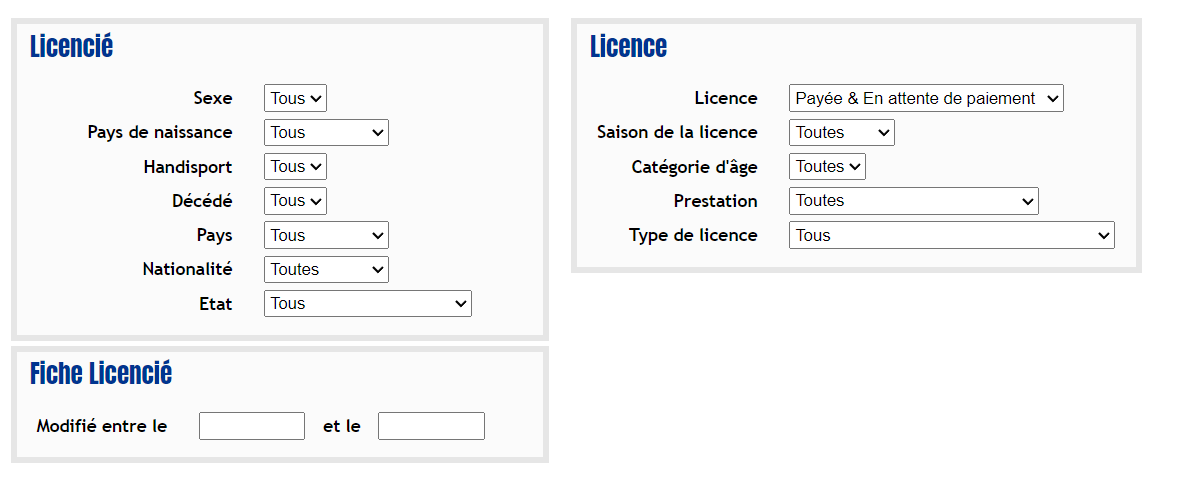 Licencié
Sexe Tous
Pays de naissance Tous
Handisport Tous
Décédé Tous
Pays Tous
Nationalité Toutes
Etat Tous
Fiche Licencié
Modifié entre le et le
Licence
Licence Payée & En attente de paiement
Saison de la licence Toutes
Catégorie d'âge Toutes
Prestation Toutes
Type de licence Tous